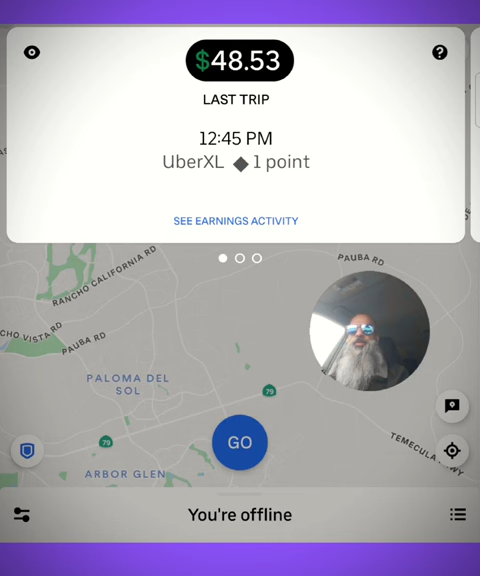 $48.53
LAST TRIP
12:45 PM
UberXL ◆ 1 point
SEE EARNINGS ACTIVITY
PAUBA RD
RANCHO CALIFORNIA RD
CHO VISTA RD
PAUBA RD
PALOMA DEL
SOL
79
79
GO
TEMECULA
WY
ARBOR GLEN
You're offline